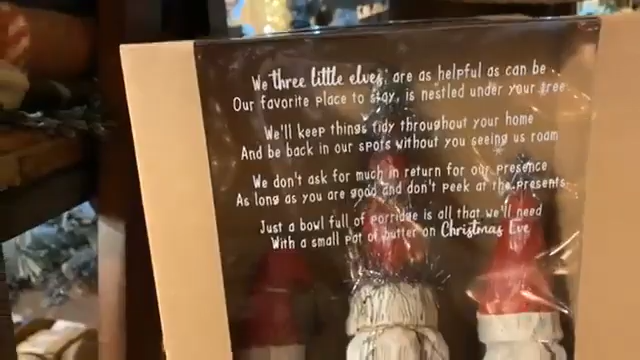 We three little elves, are as helpful as can be
Our favorite place to stay, is nestled under your tree
We'll keep things tidy throughout your home
And be back in our spots without you seeing us roam
We don't ask for much in return for our presence
As long as you are good and don't peek at the presents
Just a bowl full of porridge is all that we'll need
With a small pat of butter on Christmas Eve